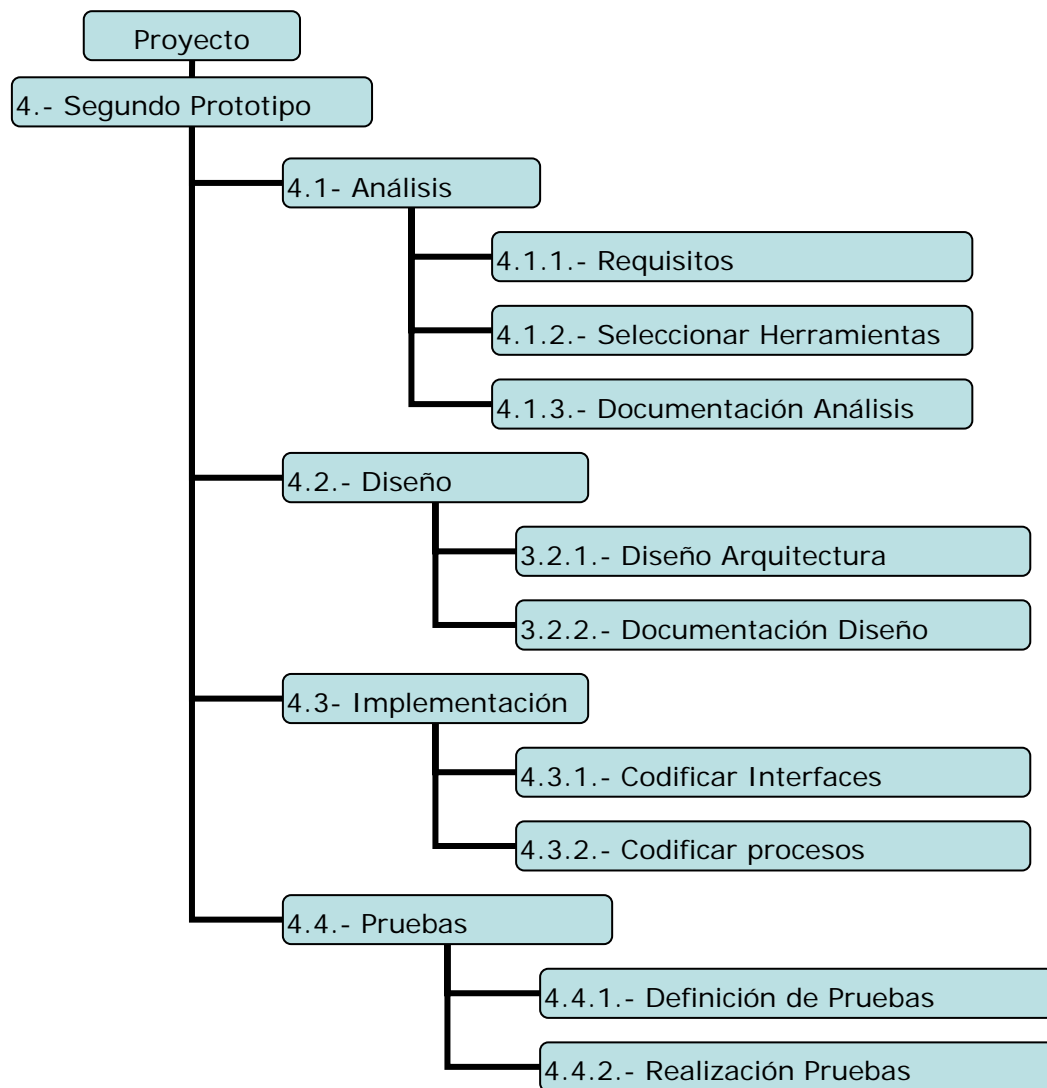 Proyecto
4.- Segundo Prototipo
4.1- Análisis
4.1.1.- Requisitos
4.1.2.- Seleccionar Herramientas
4.1.3.- Documentación Análisis
4.2.- Diseño
3.2.1.- Diseño Arquitectura
3.2.2.- Documentación Diseño
4.3- Implementación
4.3.1.- Codificar Interfaces
4.3.2.- Codificar procesos
4.4.- Pruebas
4.4.1.- Definición de Pruebas
4.4.2.- Realización Pruebas